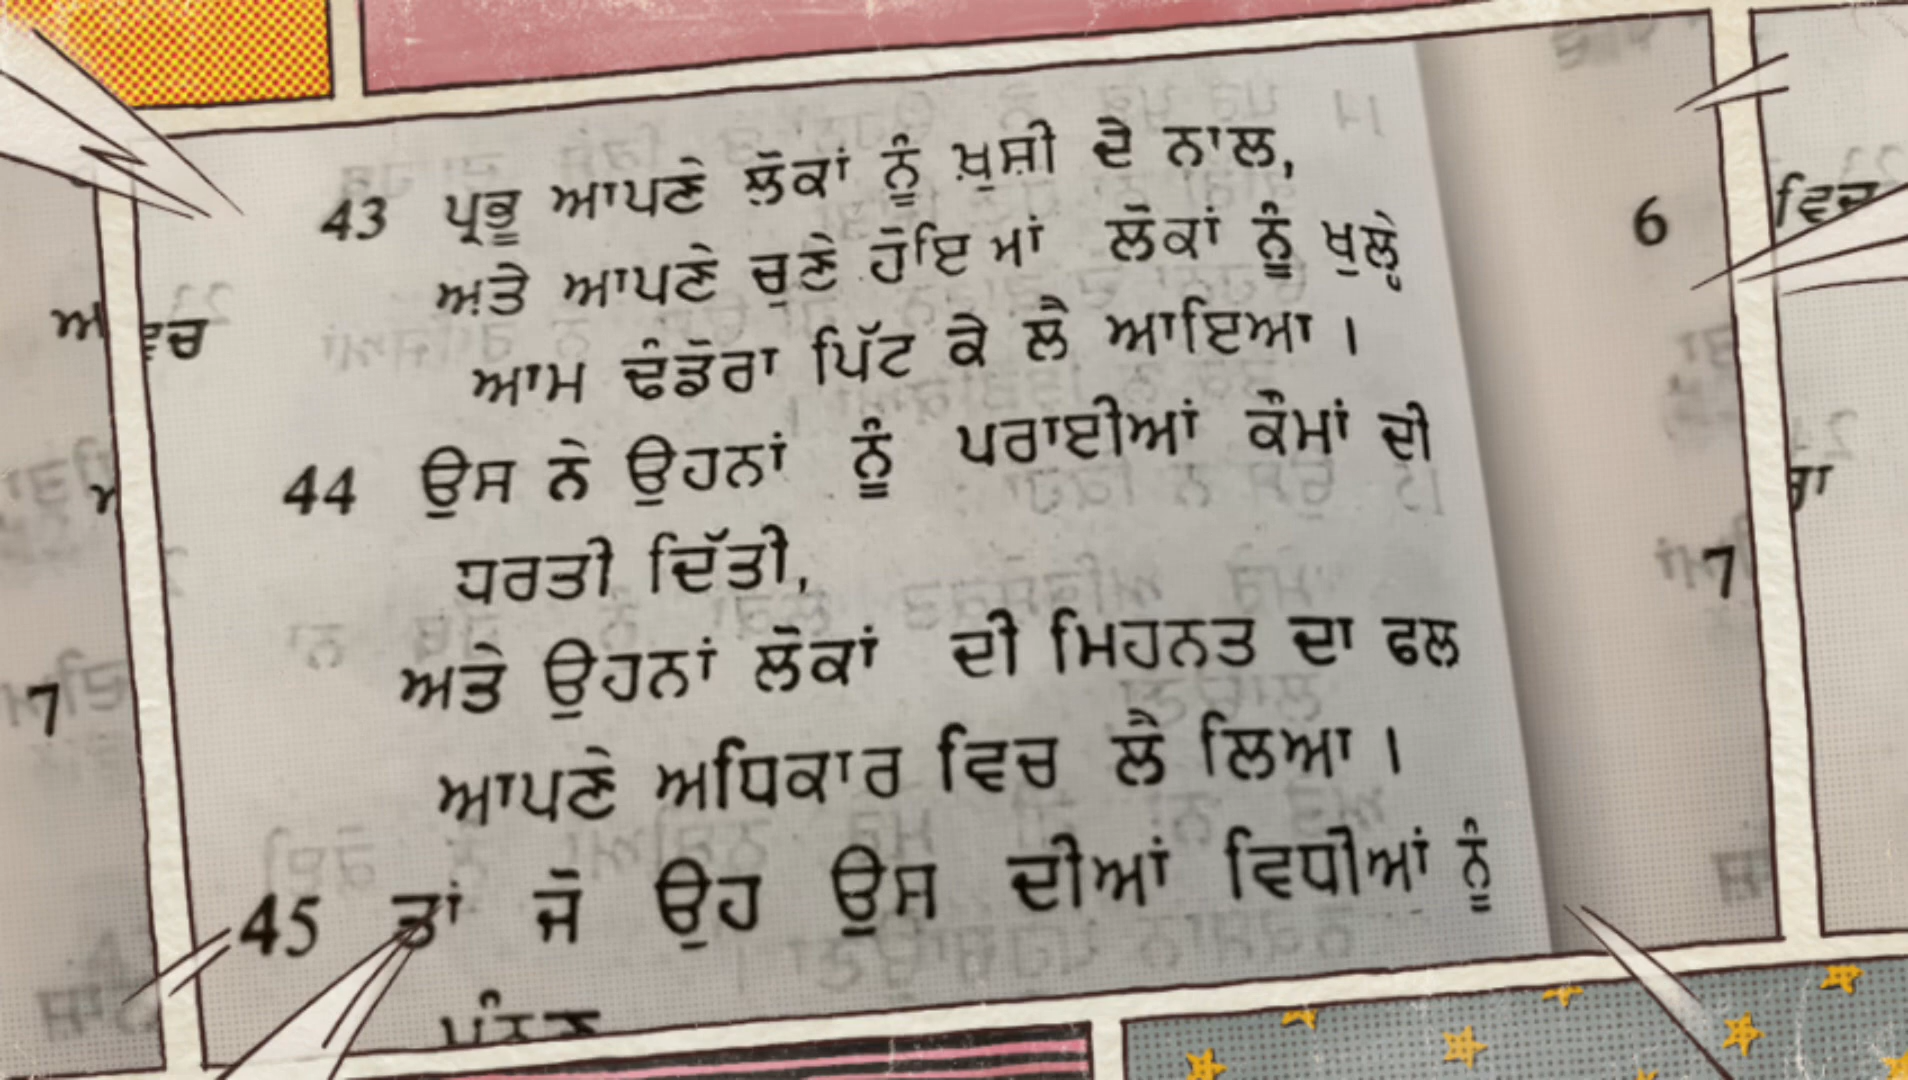 43 ਪ੍ਰਭੂ ਆਪਣੇ ਲੋਕਾਂ ਨੂੰ ਖ਼ੁਸ਼ੀ ਦੇ ਨਾਲ,
ਅਤੇ ਆਪਣੇ ਚੁਣੇ ਹੋਇ ਮਾਂ ਲੋਕਾਂ ਨੂੰ ਖੁਲ੍ਹੇ
ਆਮ ਢੰਡੋਰਾ ਪਿੱਟ ਕੇ ਲੈ ਆਇਆ ।
44 ਉਸ ਨੇ ਉਹਨਾਂ ਨੂੰ ਪਰਾਈਆਂ ਕੌਮਾਂ ਦੀ
ਧਰਤੀ ਦਿੱਤੀ,
ਅਤੇ ਉਹਨਾਂ ਲੋਕਾਂ ਦੀ ਮਿਹਨਤ ਦਾ ਫਲ
ਆਪਣੇ ਅਧਿਕਾਰ ਵਿਚ ਲੈ ਲਿਆ ।
45 ਤਾਂ ਜੋ ਉਹ ਉਸ ਦੀਆਂ ਵਿਧੀਆਂ ਨੂੰ
6
ਵਿਚ
7
7